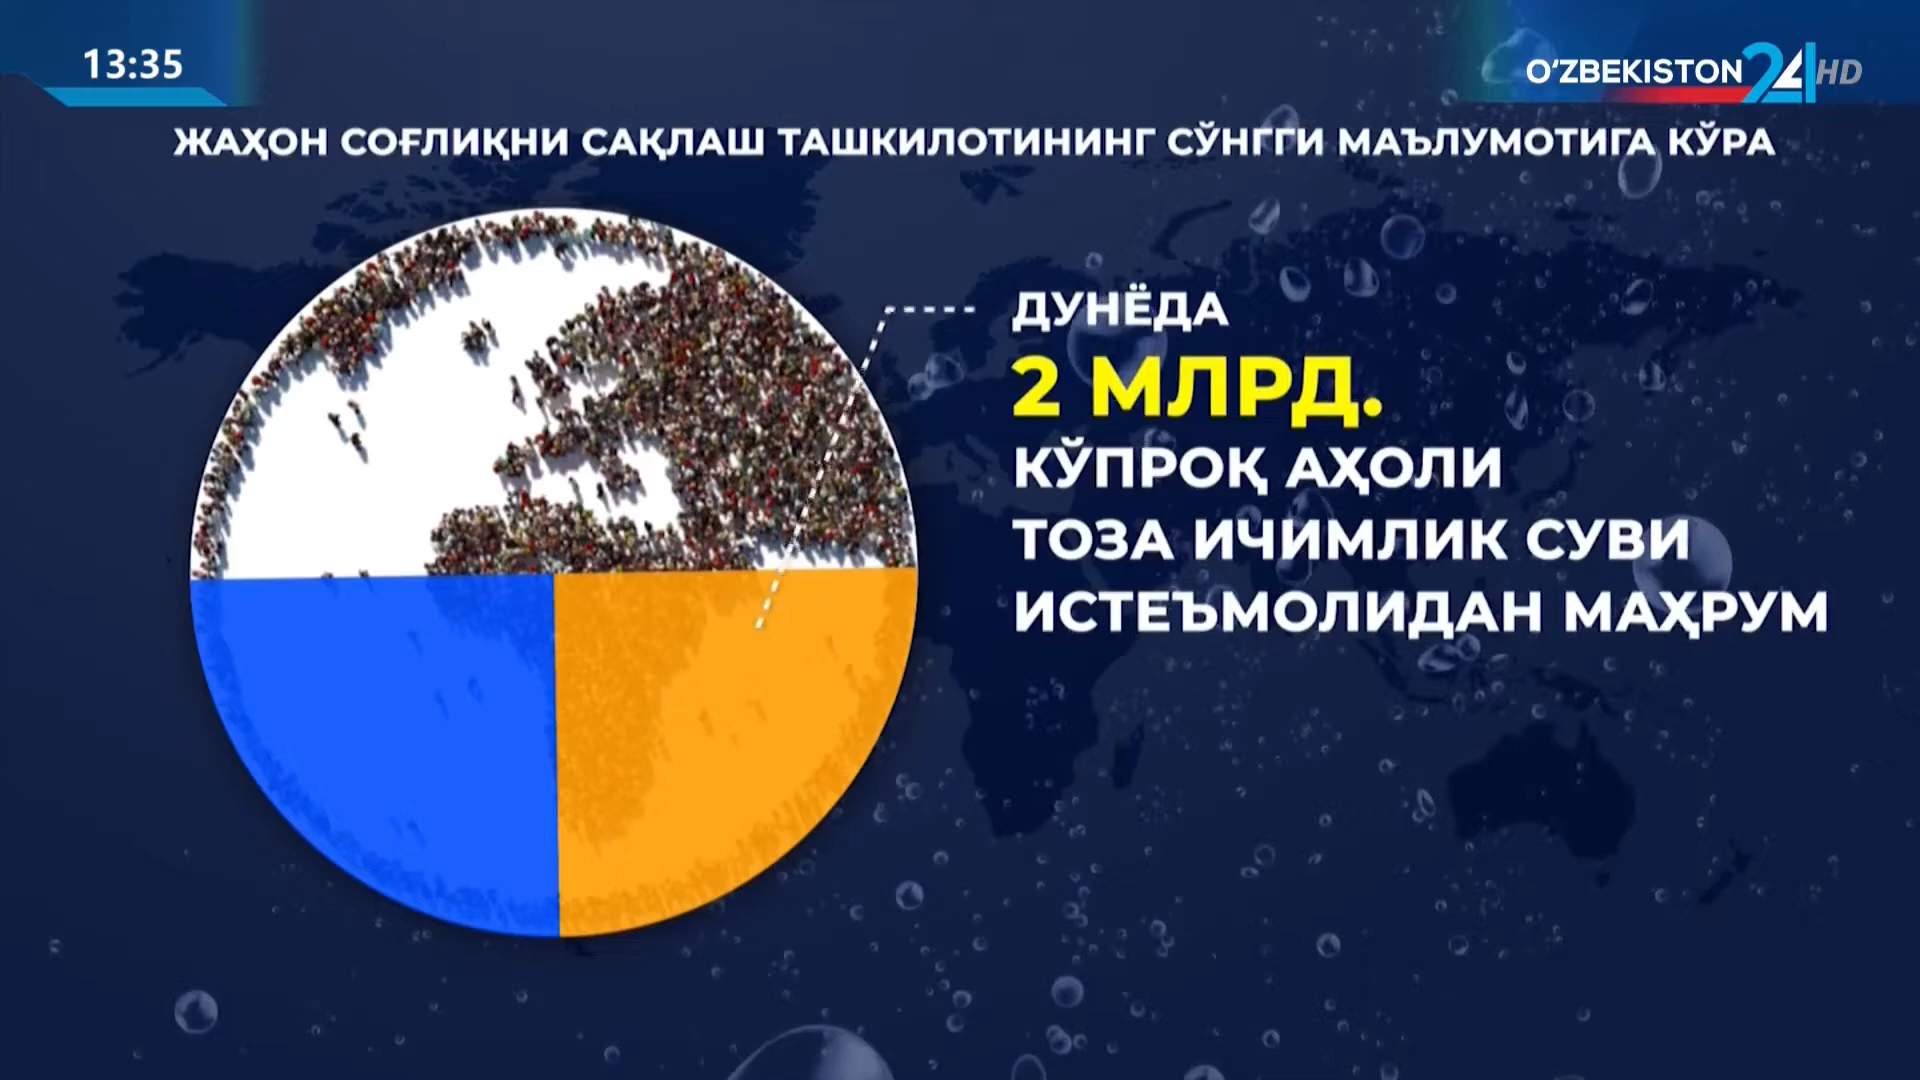 13:35
O‘ZBEKISTON 24 HD
ЖАҲОН СОҒЛИҚНИ САҚЛАШ ТАШКИЛОТИНИНГ СЎНГГИ МАЪЛУМОТИГА КЎРА
ДУНЁДА
2 МЛРД.
КЎПРОҚ АҲОЛИ
ТОЗА ИЧИМЛИК СУВИ
ИСТЕЪМОЛИДАН МАҲРУМ